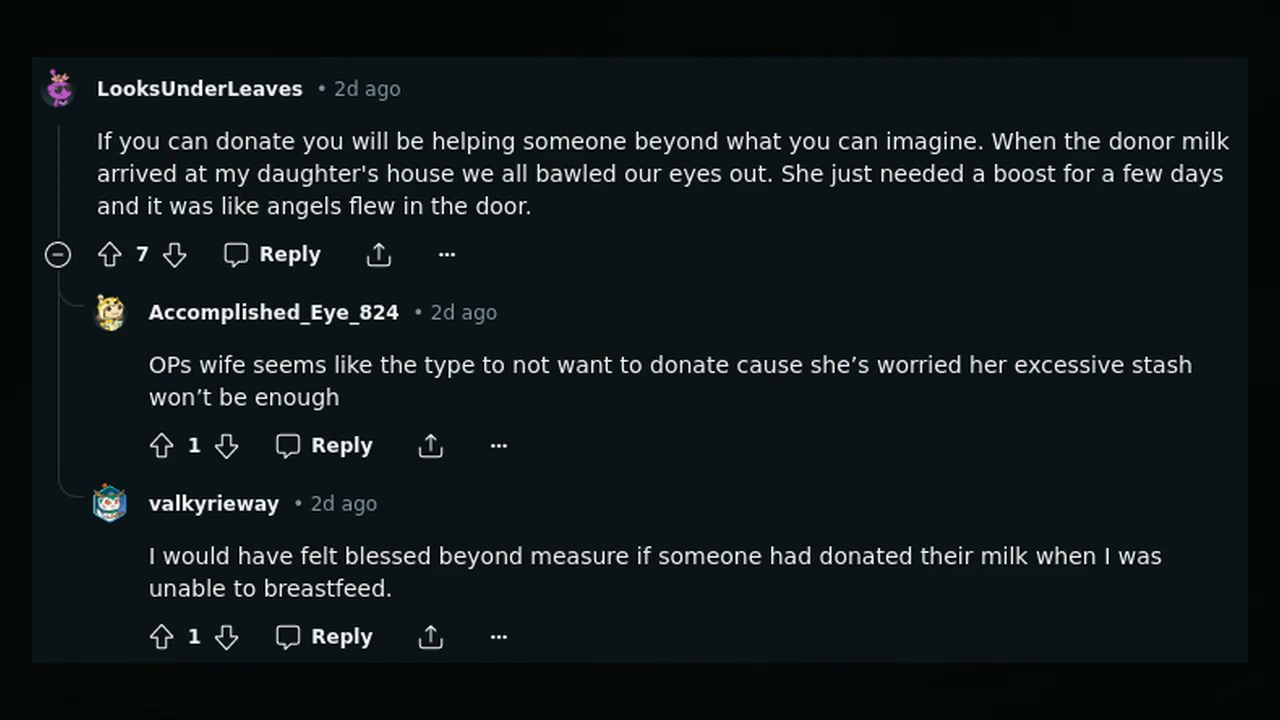 LooksUnderLeaves • 2d ago
If you can donate you will be helping someone beyond what you can imagine. When the donor milk
arrived at my daughter's house we all bawled our eyes out. She just needed a boost for a few days
and it was like angels flew in the door.
7 Reply ...
Accomplished_Eye_824 • 2d ago
OPs wife seems like the type to not want to donate cause she’s worried her excessive stash
won’t be enough
1 Reply ...
valkyrieway • 2d ago
I would have felt blessed beyond measure if someone had donated their milk when I was
unable to breastfeed.
1 Reply ...